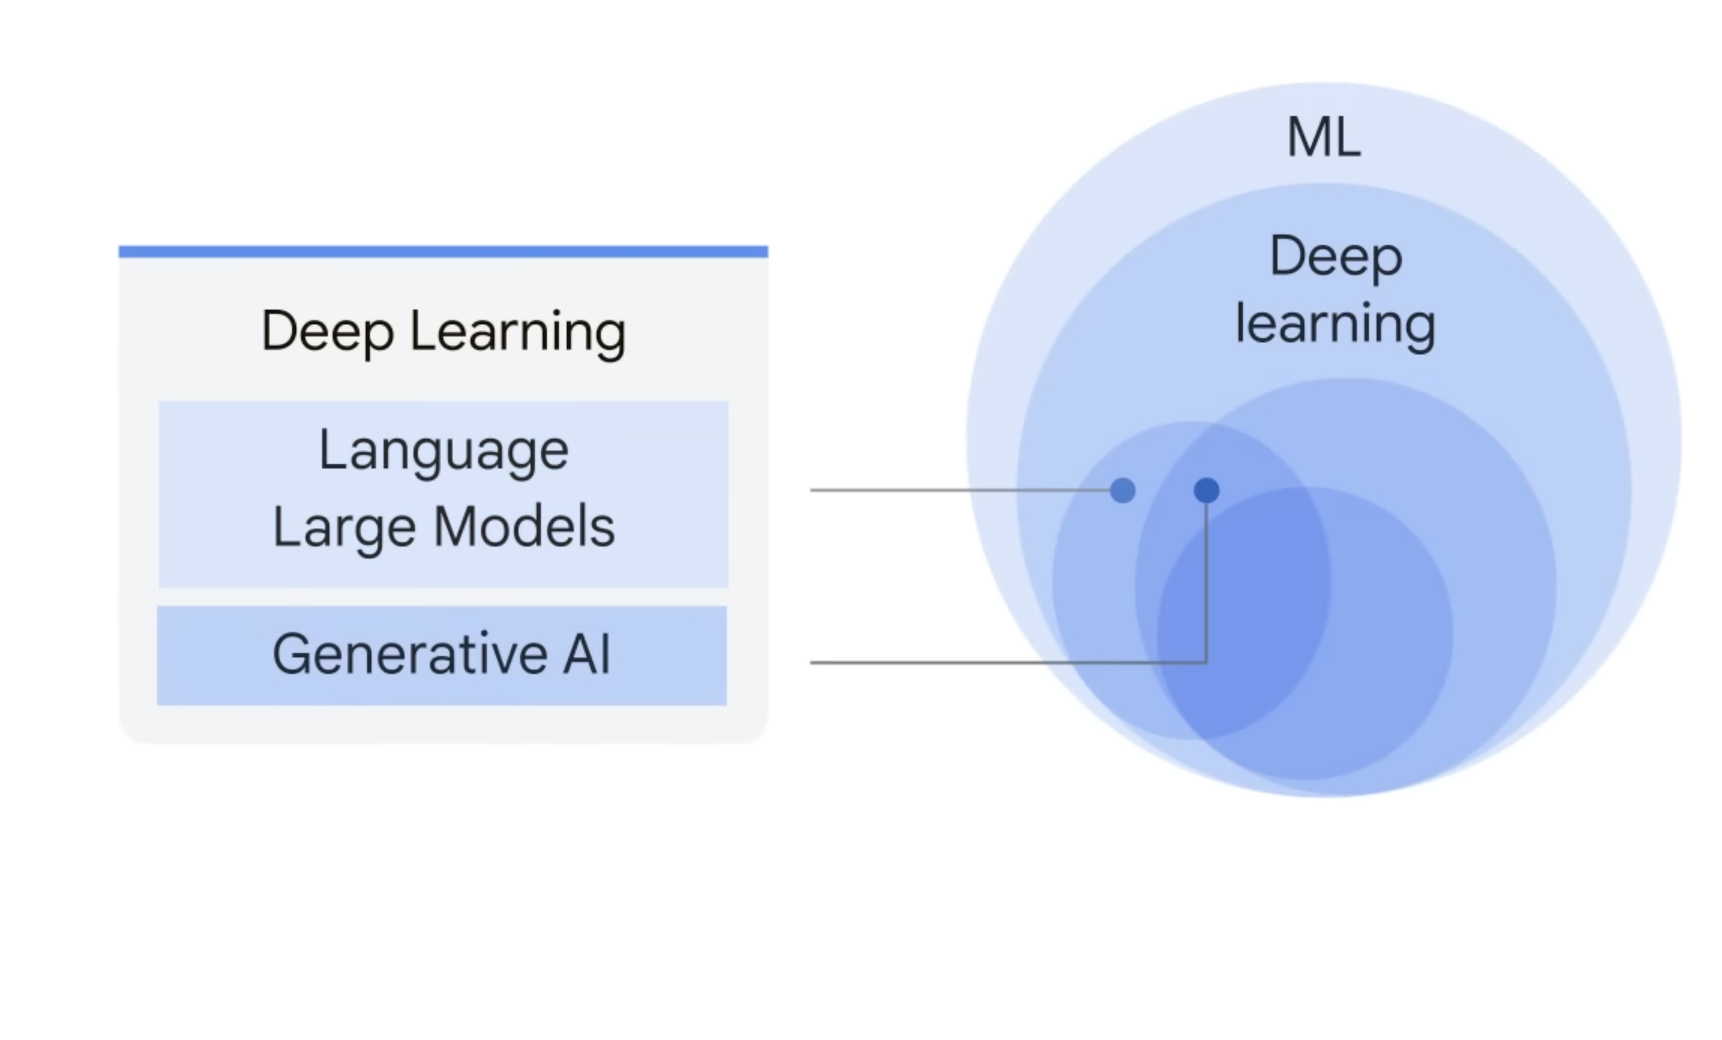 Deep Learning
Language
Large Models
Generative AI
ML
Deep
learning